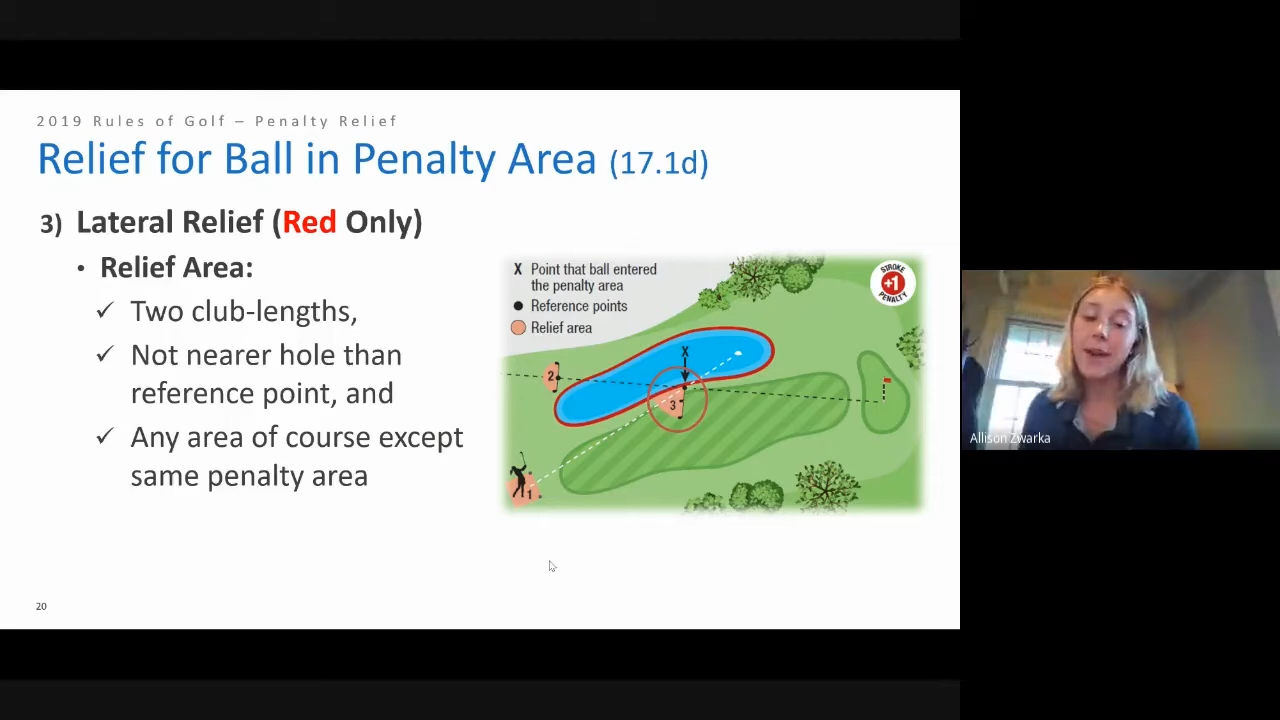 2019 Rules of Golf – Penalty Relief
Relief for Ball in Penalty Area (17.1d)
3) Lateral Relief (Red Only)
• Relief Area:
✓ Two club-lengths,
✓ Not nearer hole than
reference point, and
✓ Any area of course except
same penalty area
X Point that ball entered
the penalty area
Reference points
Relief area
STROKE
+1
PENALTY
X
2
3
1
20
Allison Zwarka